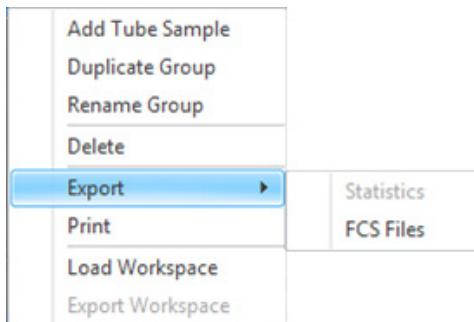 Add Tube Sample
Duplicate Group
Rename Group
Delete
Export
Statistics
Print
FCS Files
Load Workspace
Export Workspace